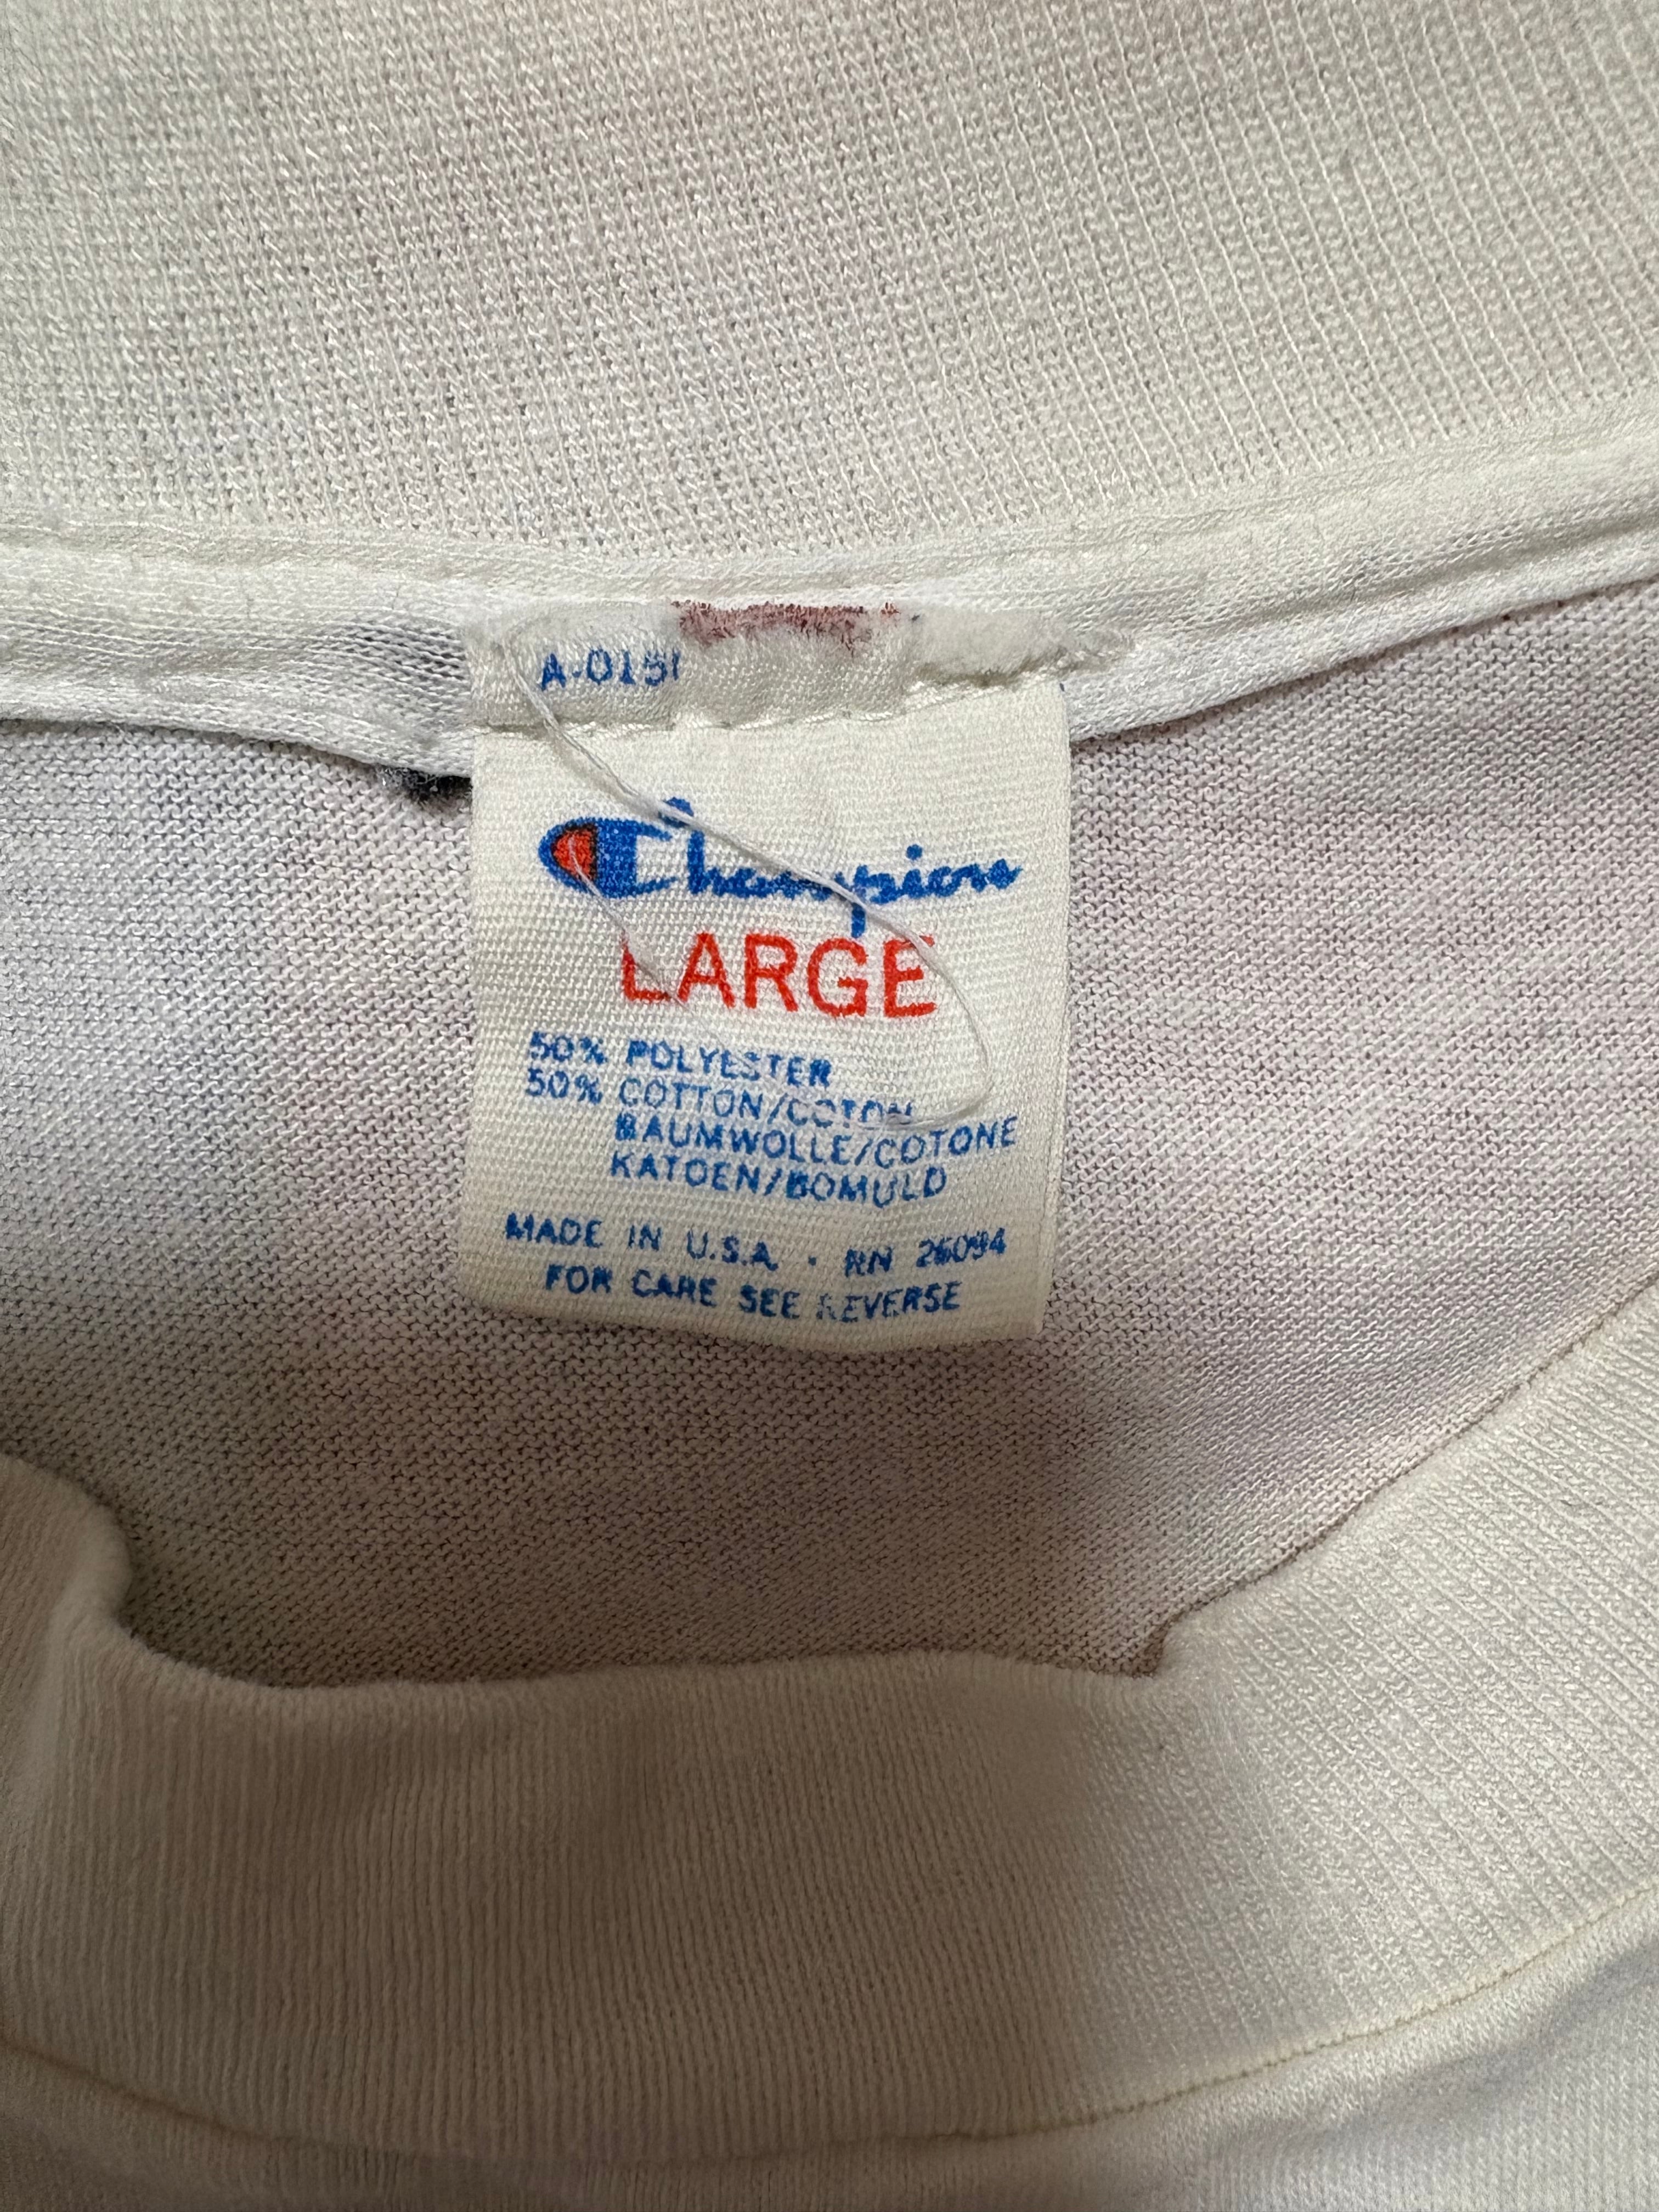 A-015
Champion
LARGE
50% POLYESTER
50% COTTON/COTON
BAUMWOLLE/COTONE
KATOEN/BOMULD
MADE IN U.S.A. · RN 26094
FOR CARE SEE REVERSE